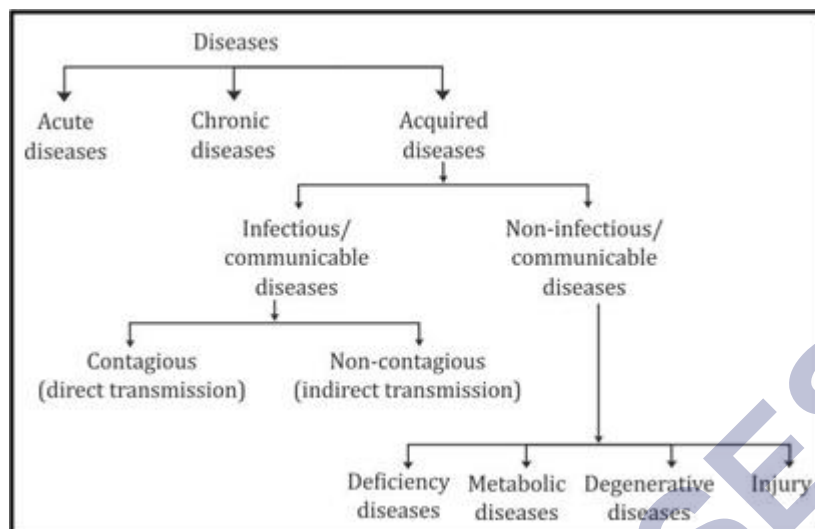 Diseases
Acute
diseases
Chronic
diseases
Acquired
diseases
Infectious/
communicable
diseases
Non-infectious/
communicable
diseases
Contagious
(direct transmission)
Non-contagious
(indirect transmission)
Deficiency
diseases
Metabolic
diseases
Degenerative
diseases
Injury